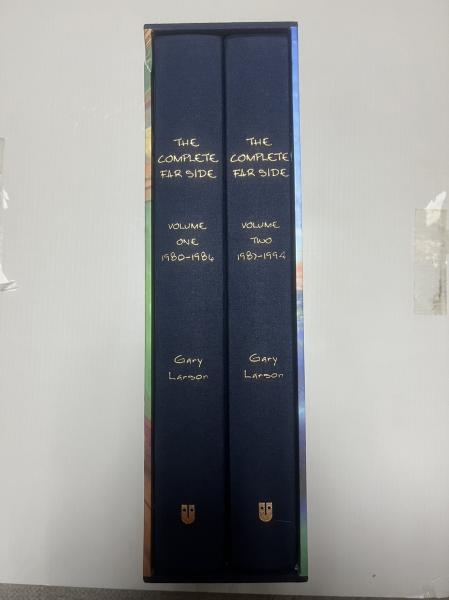 THE
COMPLETE
FAR SIDE
VOLUME
ONE
1980-1986
Gary
Larson
THE
COMPLETE
FAR SIDE
VOLUME
TWO
1987-1994
Gary
Larson